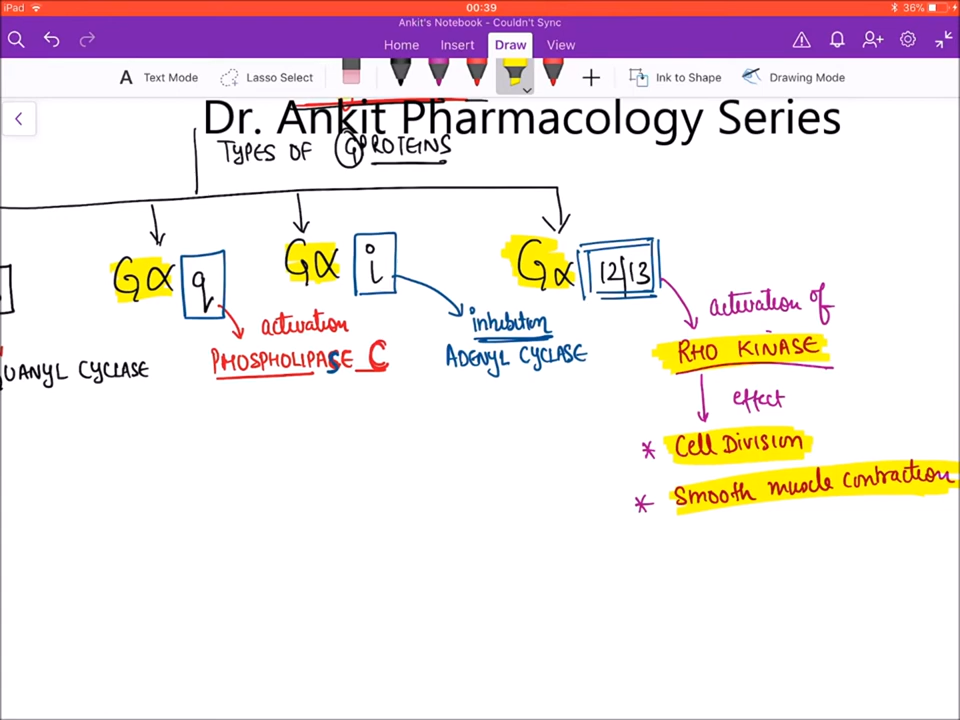 iPad 00:39 36%
Ankit's Notebook - Couldn't Sync
Home Insert Draw View
A Text Mode Lasso Select Ink to Shape Drawing Mode
Dr. Ankit Pharmacology Series
TYPES OF G PROTEINS
Gα q Gα i Gα 12/13
activation inhibition activation of
UANYL CYCLASE PHOSPHOLIPASE C ADENYL CYCLASE RHO KINASE
effect
* Cell Division
* Smooth muscle contraction